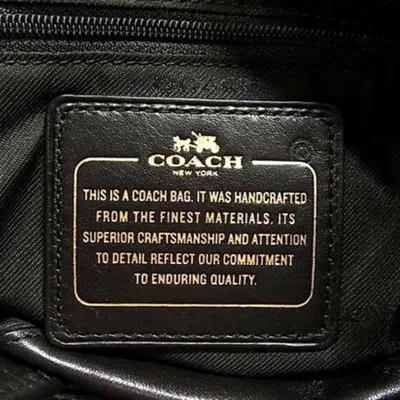 COACH
NEW YORK
THIS IS A COACH BAG. IT WAS HANDCRAFTED
FROM THE FINEST MATERIALS. ITS
SUPERIOR CRAFTSMANSHIP AND ATTENTION
TO DETAIL REFLECT OUR COMMITMENT
TO ENDURING QUALITY.